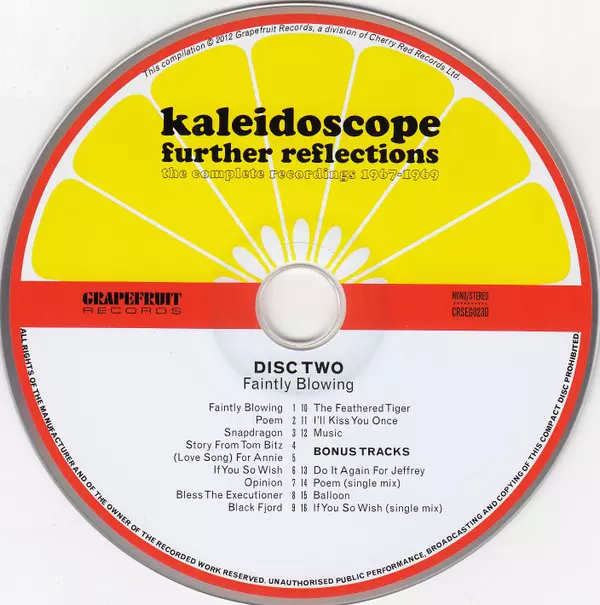 This compilation © 2012 Grapefruit Records, a division of Cherry Red Records Ltd.
kaleidoscope
further reflections
the complete recordings 1967-1969
GRAPEFRUIT
RECORDS
MONO/STEREO
CRSEG023D
DISC TWO
Faintly Blowing
Faintly Blowing 1
Poem 2
Snapdragon 3
Story From Tom Bitz 4
(Love Song) For Annie 5
If You So Wish 6
Opinion 7
Bless The Executioner 8
Black Fjord 9
10 The Feathered Tiger
11 I'll Kiss You Once
12 Music
BONUS TRACKS
13 Do It Again For Jeffrey
14 Poem (single mix)
15 Balloon
16 If You So Wish (single mix)
ALL RIGHTS OF THE MANUFACTURER AND OF THE OWNER OF THE RECORDED WORK RESERVED. UNAUTHORISED PUBLIC PERFORMANCE, BROADCASTING AND COPYING OF THIS COMPACT DISC PROHIBITED